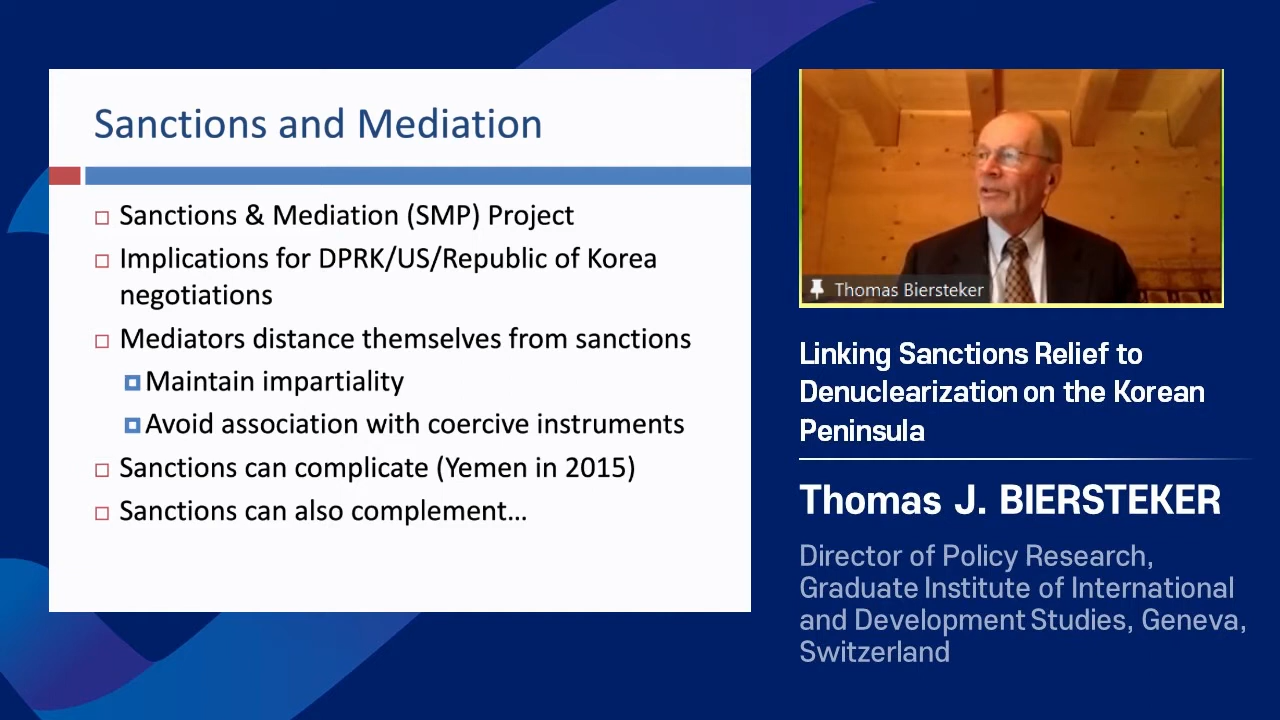 Sanctions and Mediation
Sanctions & Mediation (SMP) Project
Implications for DPRK/US/Republic of Korea
negotiations
Mediators distance themselves from sanctions
Maintain impartiality
Avoid association with coercive instruments
Sanctions can complicate (Yemen in 2015)
Sanctions can also complement…
Thomas Biersteker
Linking Sanctions Relief to
Denuclearization on the Korean
Peninsula
Thomas J. BIERSTEKER
Director of Policy Research,
Graduate Institute of International
and Development Studies, Geneva,
Switzerland